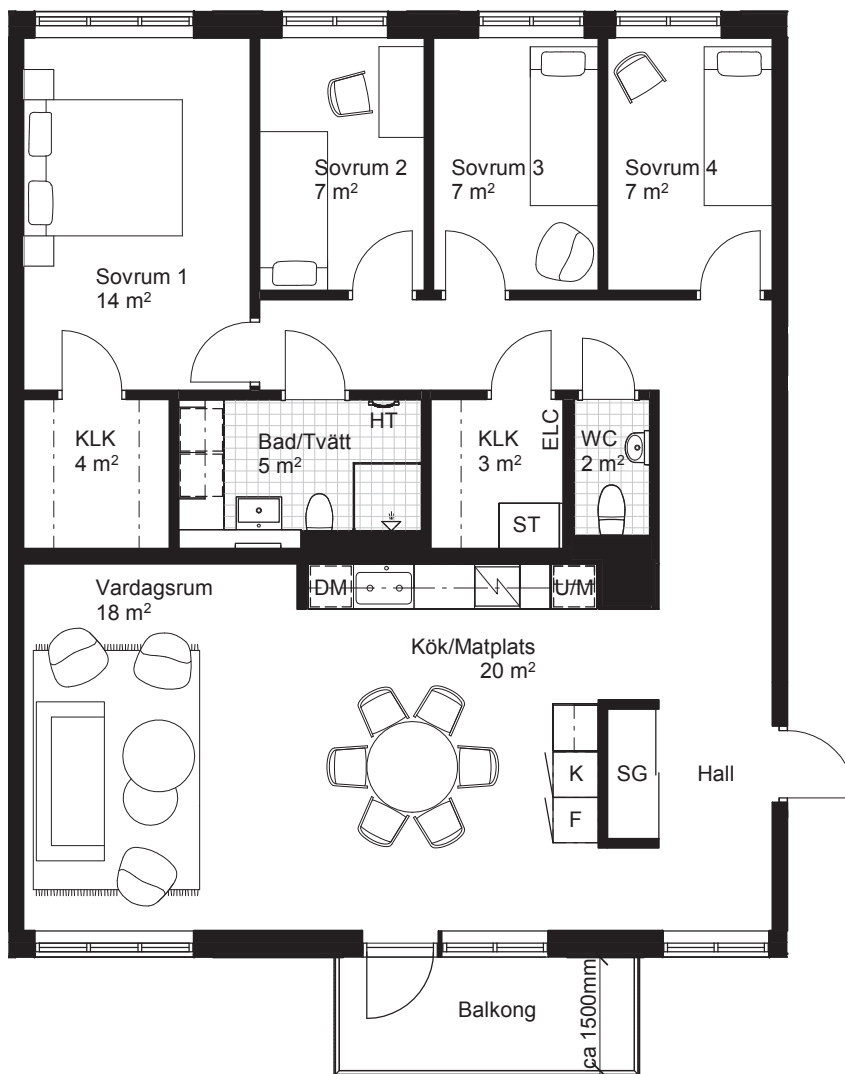 Sovrum 2
7 m²
Sovrum 3
7 m²
Sovrum 4
7 m²
Sovrum 1
14 m²
KLK
4 m²
Bad/Tvätt
5 m²
HT
KLK
3 m²
ELC
WC
2 m²
ST
Vardagsrum
18 m²
DM
U/M
Kök/Matplats
20 m²
K
F
SG
Hall
Balkong
ca 1500mm